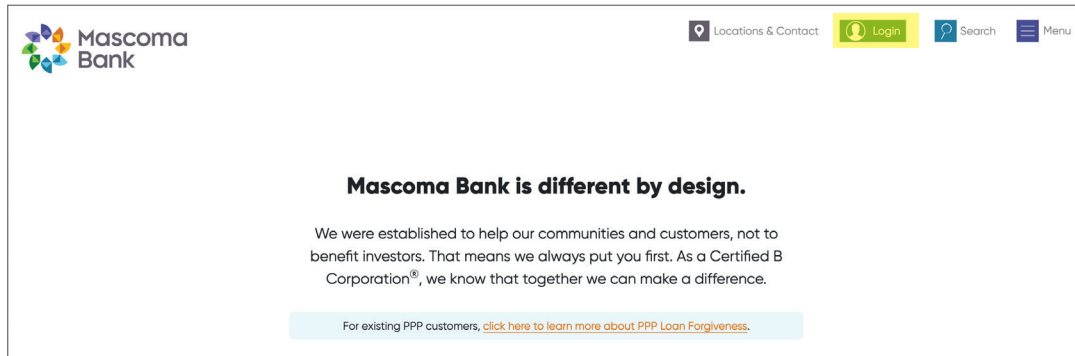 Mascoma
Bank
Locations & Contact
Login
Search
Menu
Mascoma Bank is different by design.
We were established to help our communities and customers, not to
benefit investors. That means we always put you first. As a Certified B
Corporation®, we know that together we can make a difference.
For existing PPP customers, click here to learn more about PPP Loan Forgiveness.